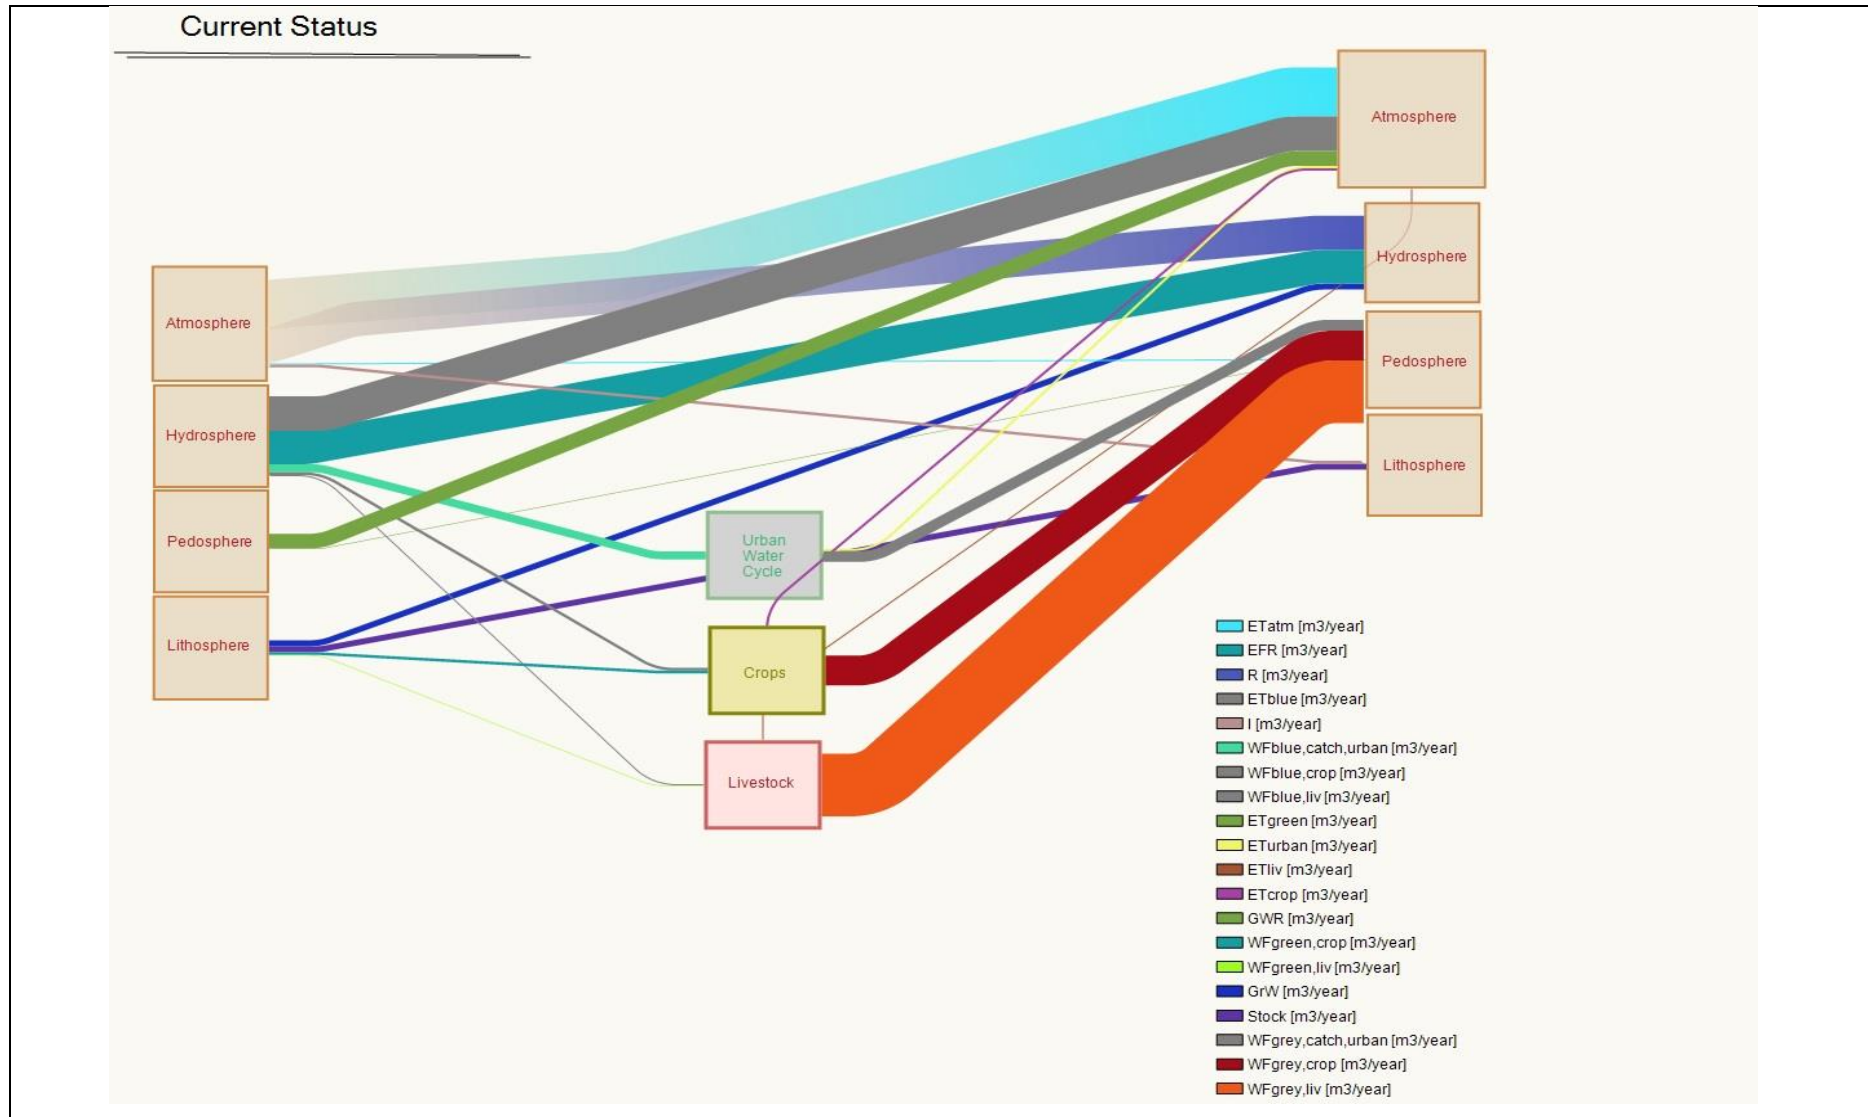 Current Status
Atmosphere
Hydrosphere
Pedosphere
Lithosphere
Urban
Water
Cycle
Crops
Livestock
Atmosphere
Hydrosphere
Pedosphere
Lithosphere
ETatm [m3/year]
EFR [m3/year]
R [m3/year]
ETblue [m3/year]
I [m3/year]
WFblue,catch,urban [m3/year]
WFblue,crop [m3/year]
WFblue,liv [m3/year]
ETgreen [m3/year]
ETurban [m3/year]
ETliv [m3/year]
ETcrop [m3/year]
GWR [m3/year]
WFgreen,crop [m3/year]
WFgreen,liv [m3/year]
GrW [m3/year]
Stock [m3/year]
WFgrey,catch,urban [m3/year]
WFgrey,crop [m3/year]
WFgrey,liv [m3/year]